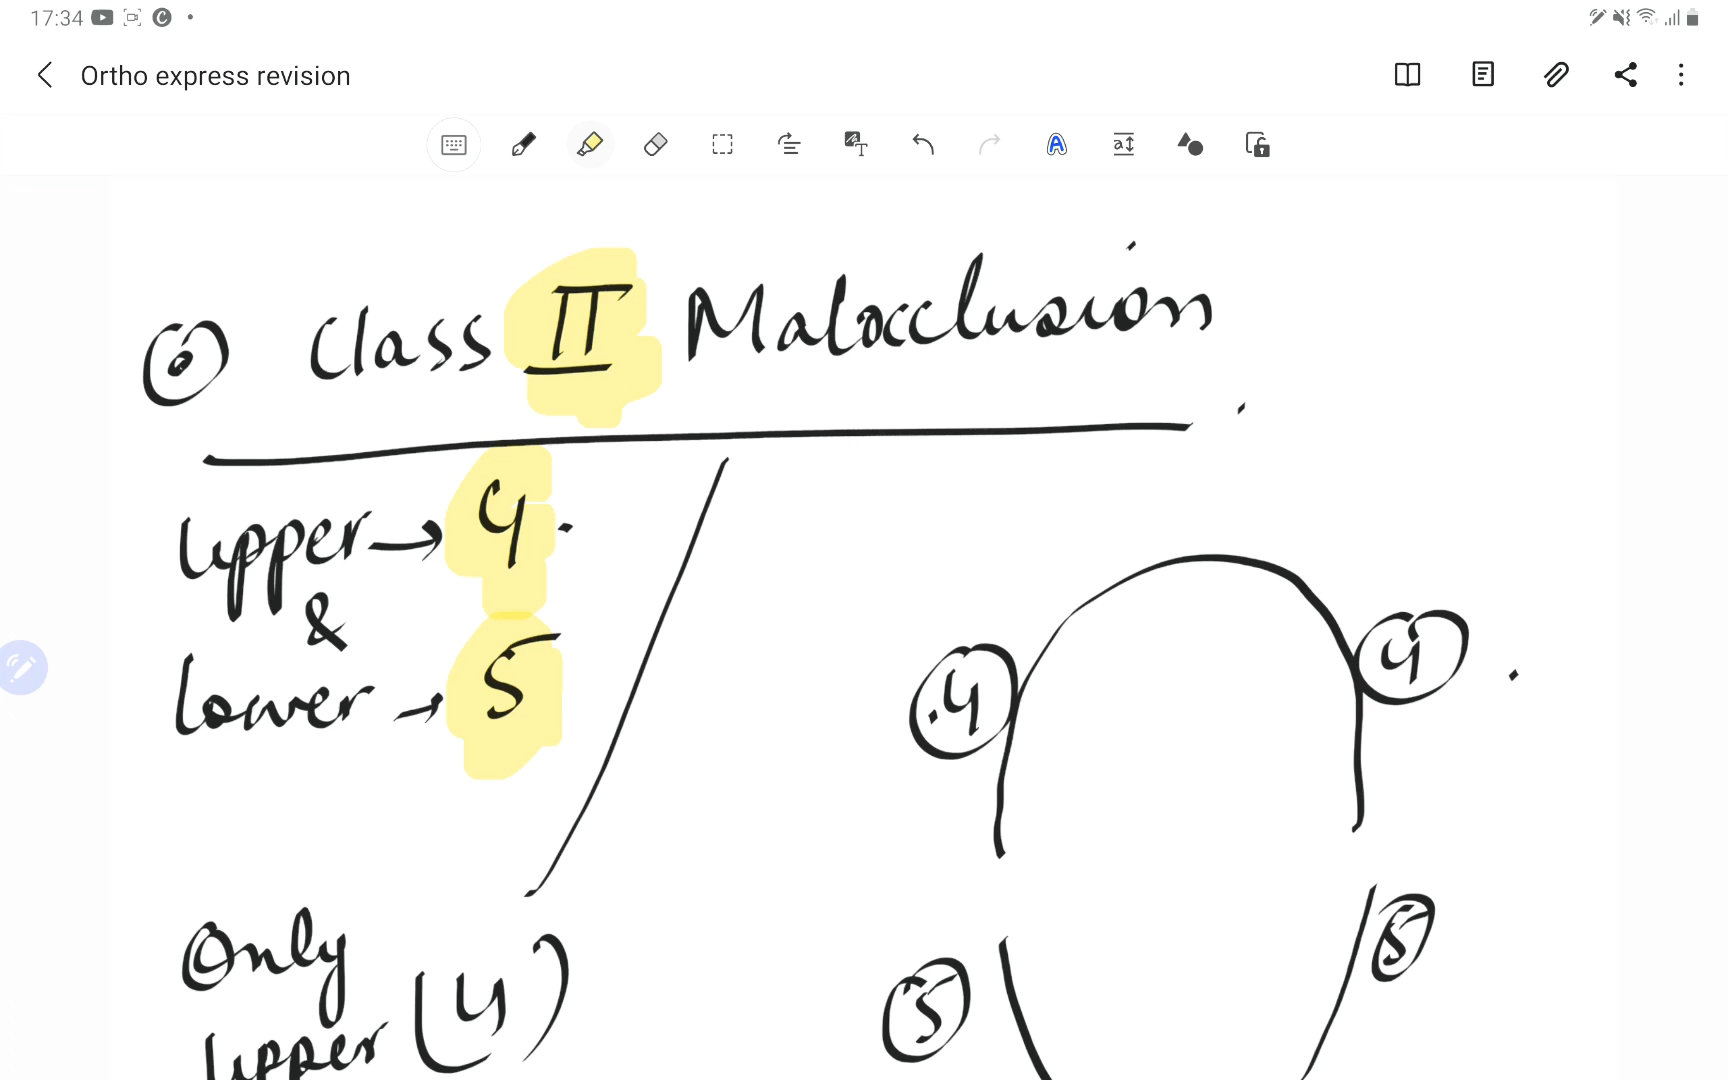 17:34
Ortho express revision
Class II Malocclusion
Upper → 4
&
Lower → 5
Only
upper (4)
4
4
5
5